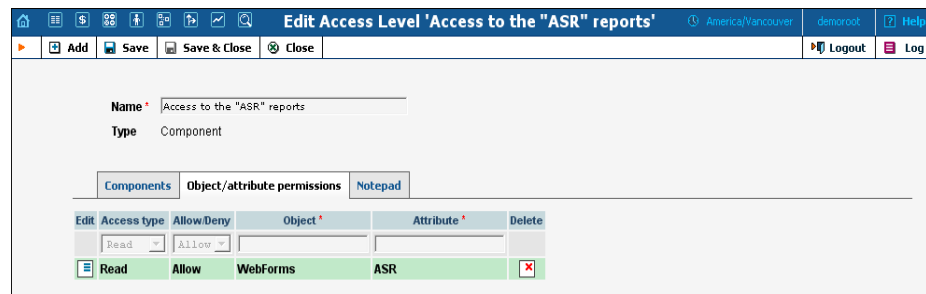 Edit Access Level 'Access to the "ASR" reports' America/Vancouver demoroot Help
Add Save Save & Close Close Logout Log
Name * Access to the "ASR" reports
Type Component
Components Object/attribute permissions Notepad
Edit Access type Allow/Deny Object * Attribute * Delete
Read Allow
Read Allow WebForms ASR